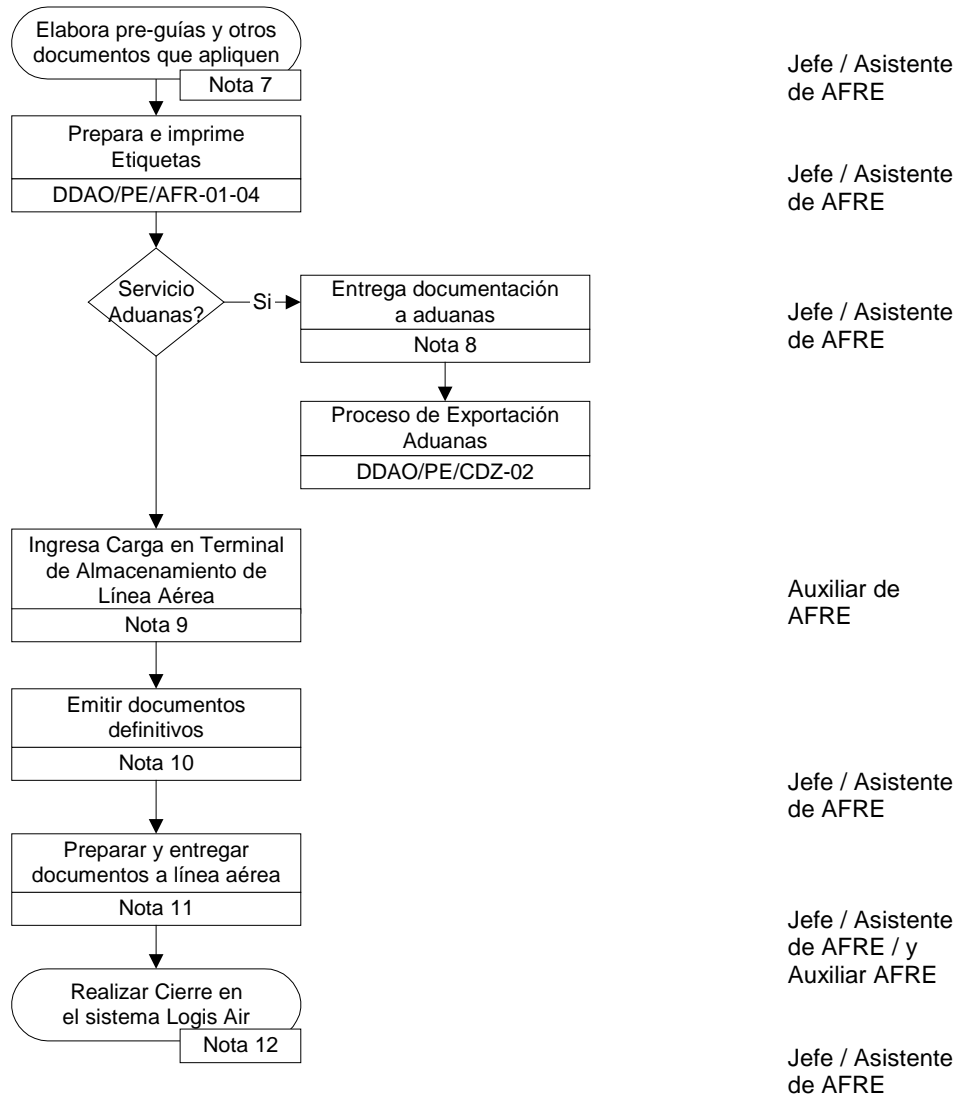 Elabora pre-guías y otros
documentos que apliquen
Nota 7
Jefe / Asistente
de AFRE
Prepara e imprime
Etiquetas
DDAO/PE/AFR-01-04
Jefe / Asistente
de AFRE
Servicio
Aduanas?
Si
Entrega documentación
a aduanas
Nota 8
Jefe / Asistente
de AFRE
Proceso de Exportación
Aduanas
DDAO/PE/CDZ-02
Ingresa Carga en Terminal
de Almacenamiento de
Línea Aérea
Nota 9
Auxiliar de
AFRE
Emitir documentos
definitivos
Nota 10
Jefe / Asistente
de AFRE
Preparar y entregar
documentos a línea aérea
Nota 11
Jefe / Asistente
de AFRE / y
Auxiliar AFRE
Realizar Cierre en
el sistema Logis Air
Nota 12
Jefe / Asistente
de AFRE